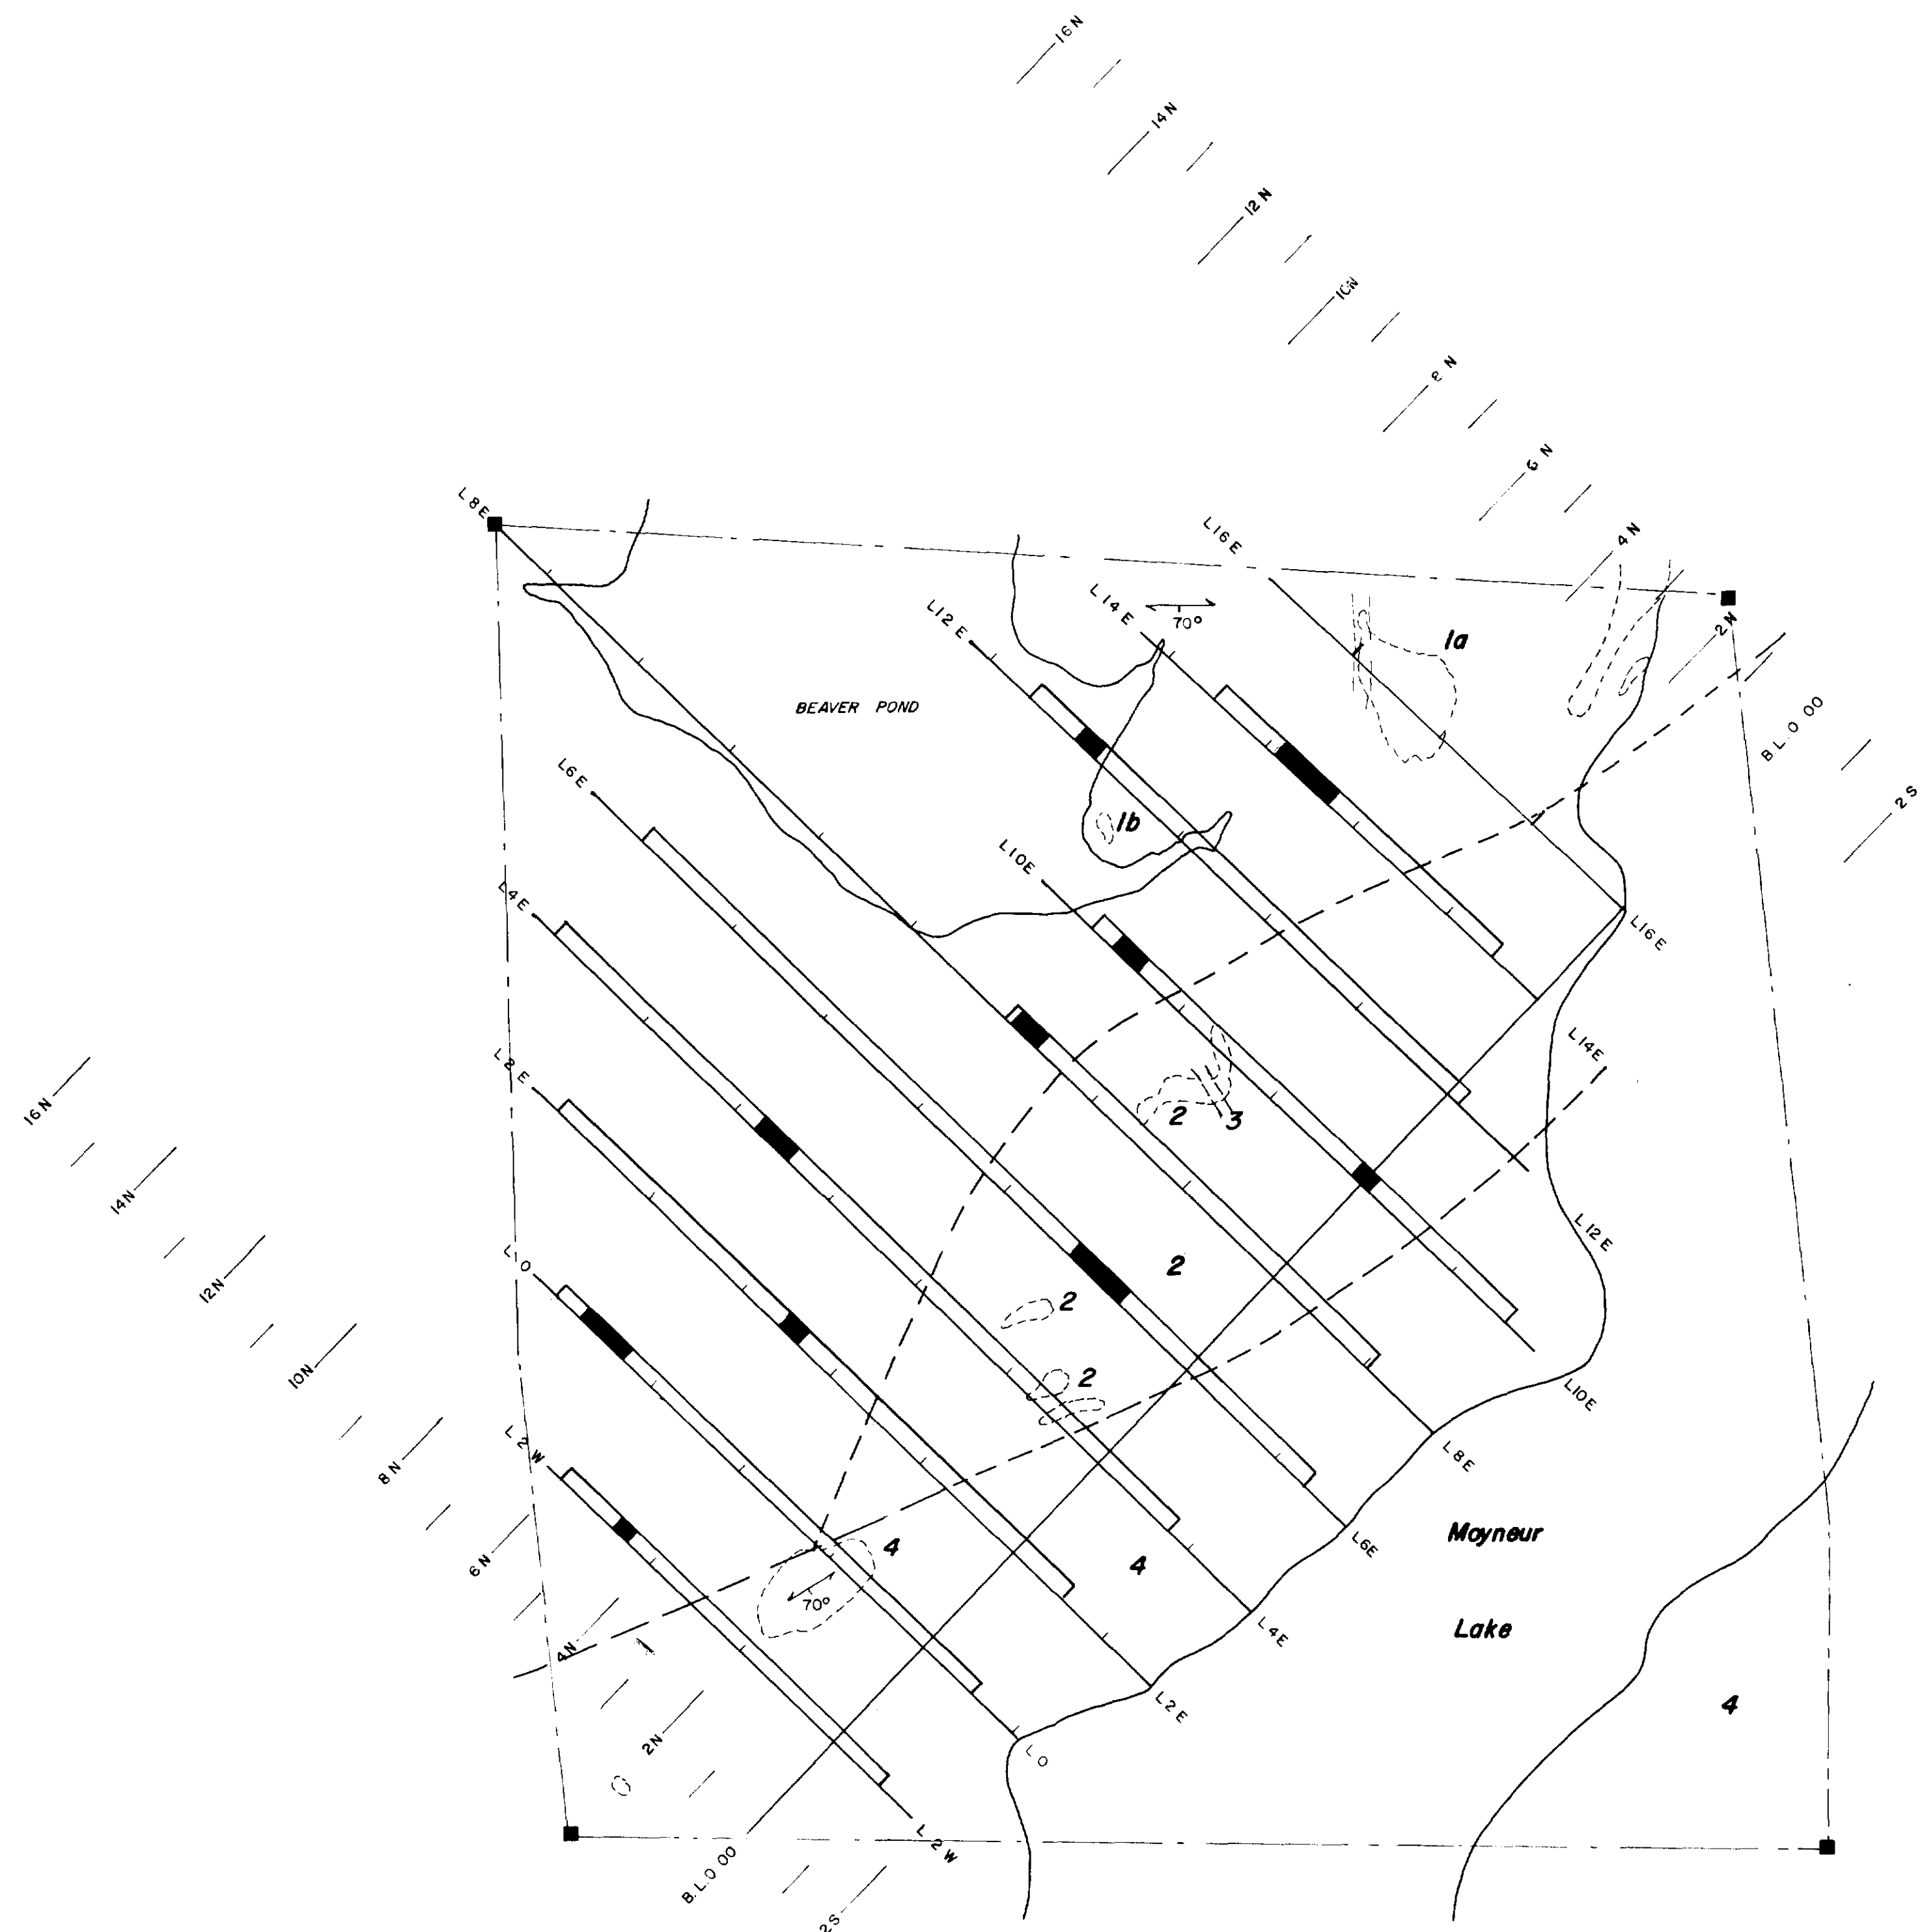 16N
14N
12N
10N
8N
6N
4N
2N
B.L. 0 00
2S
L8E
L16E
L14E
70°
L12E
1a
BEAVER POND
L6E
1b
L10E
L4E
L16E
L14E
L2E
16N
2
3
14N
L12E
L0
2
12N
2
10N
2
L10E
L2W
8N
L8E
Moyneur
4
4
L6E
6N
70°
Lake
L4E
4N
L2E
4
2N
L0
L2W
B.L.0 00
2S